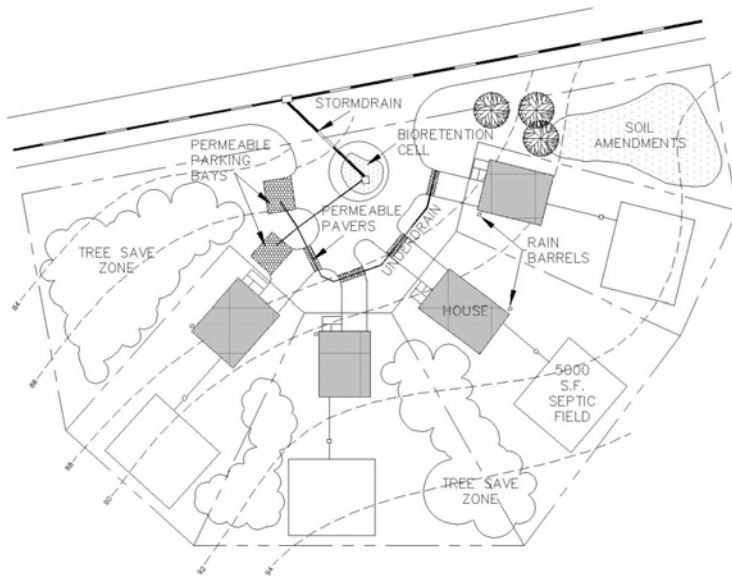 STORMDRAIN
PERMEABLE
PARKING
BAYS
BIORETENTION
CELL
SOIL
AMENDMENTS
PERMEABLE
PAVERS
UNDERDRAIN
TREE SAVE
ZONE
RAIN
BARRELS
HOUSE
84
86
5000
S.F.
SEPTIC
FIELD
88
90
TREE SAVE
ZONE
92
94